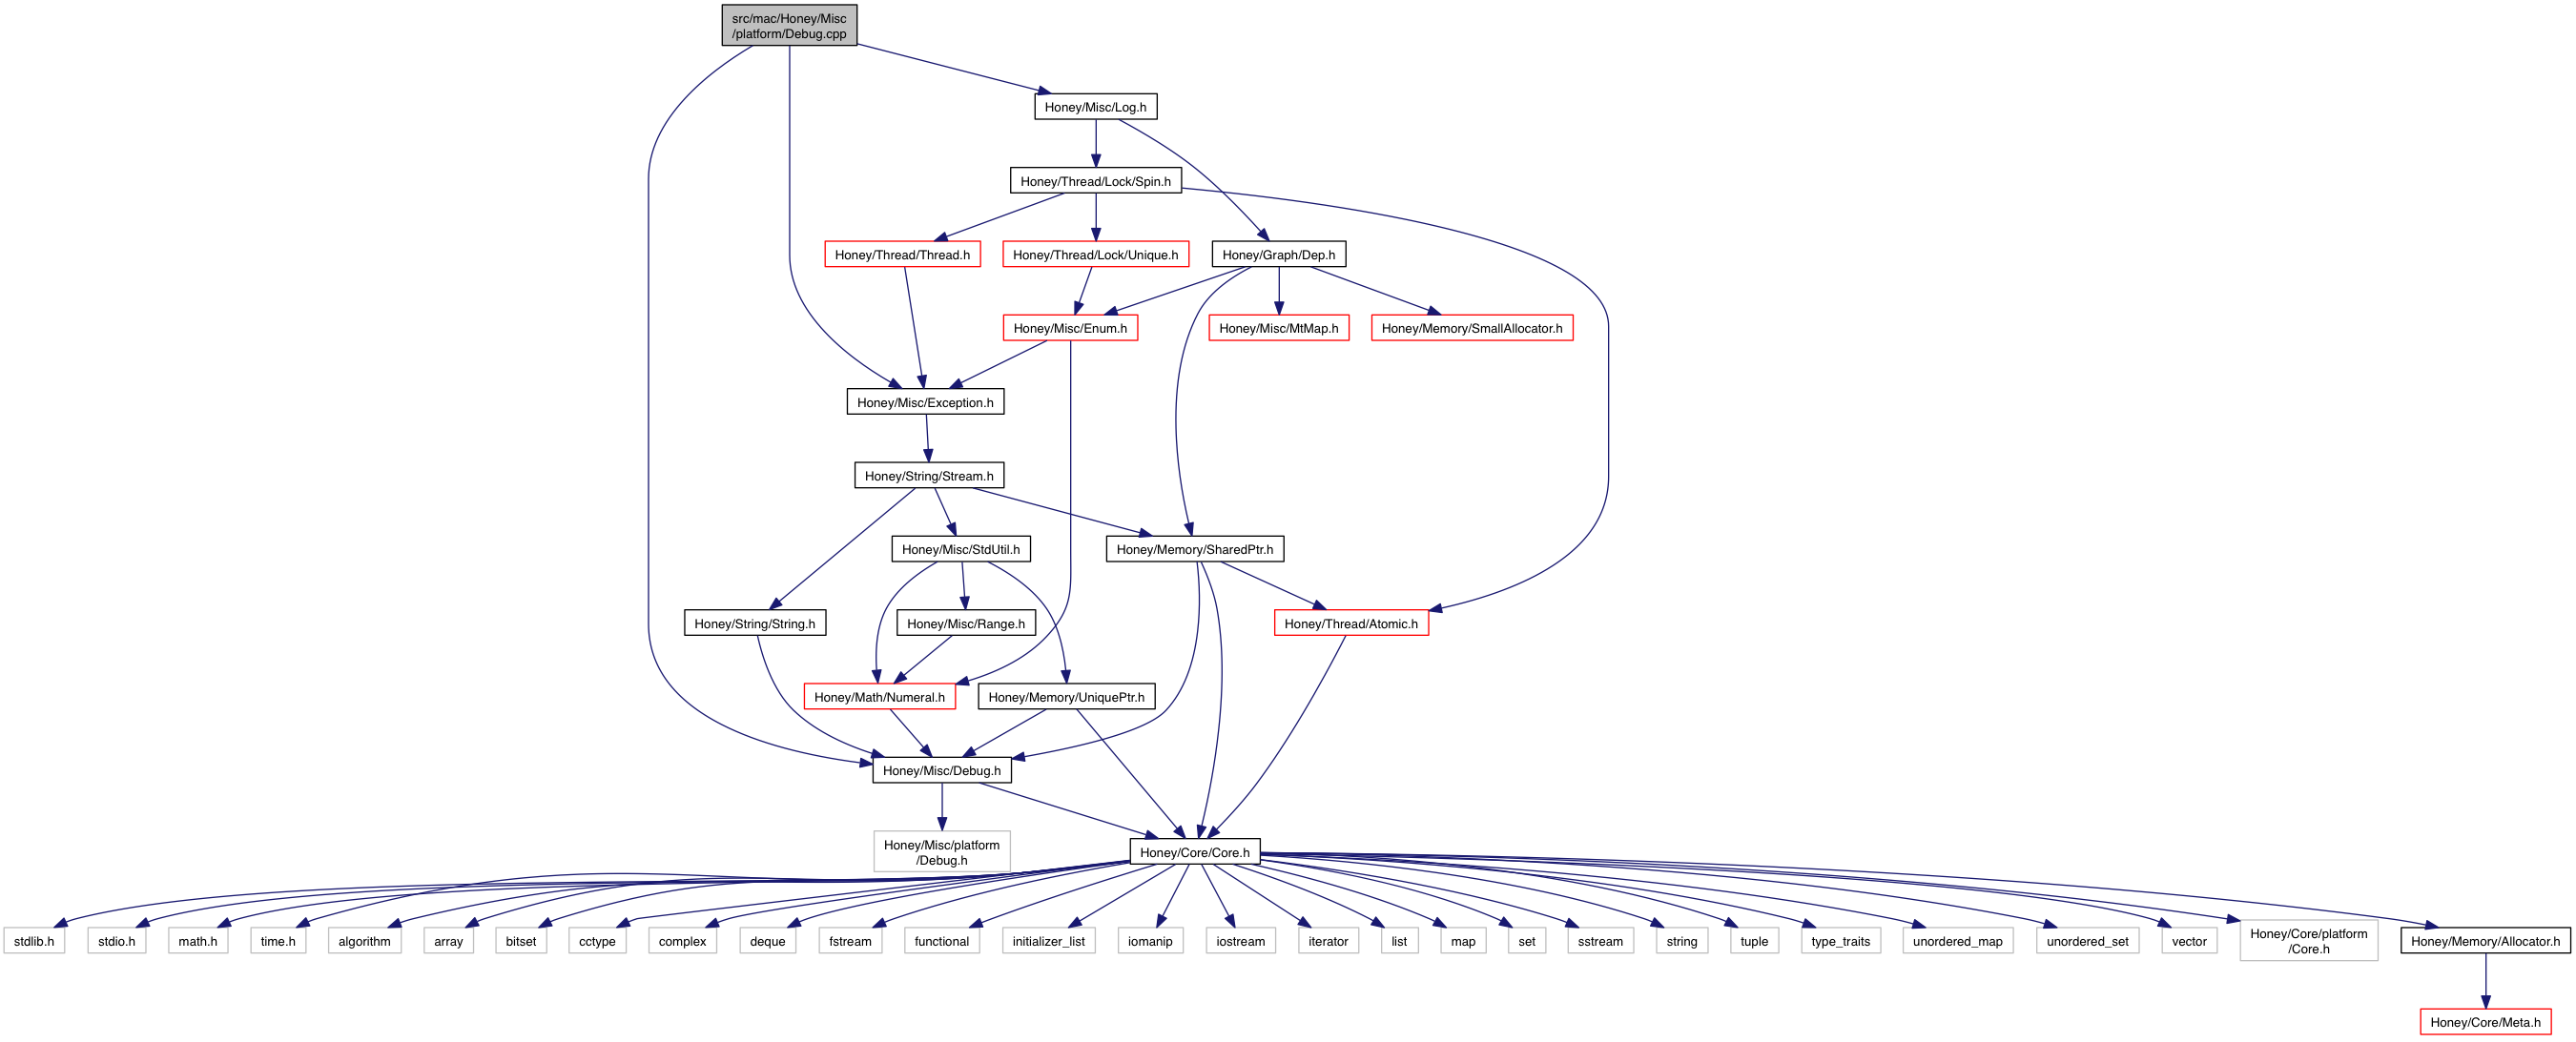 src/mac/Honey/Misc
/platform/Debug.cpp
Honey/Misc/Log.h
Honey/Thread/Lock/Spin.h
Honey/Thread/Thread.h
Honey/Thread/Lock/Unique.h
Honey/Graph/Dep.h
Honey/Misc/Enum.h
Honey/Misc/MtMap.h
Honey/Memory/SmallAllocator.h
Honey/Misc/Exception.h
Honey/String/Stream.h
Honey/Misc/StdUtil.h
Honey/Memory/SharedPtr.h
Honey/String/String.h
Honey/Misc/Range.h
Honey/Thread/Atomic.h
Honey/Math/Numeral.h
Honey/Memory/UniquePtr.h
Honey/Misc/Debug.h
Honey/Misc/platform
/Debug.h
Honey/Core/Core.h
stdlib.h
stdio.h
math.h
time.h
algorithm
array
bitset
cctype
complex
deque
fstream
functional
initializer_list
iomanip
iostream
iterator
list
map
set
sstream
string
tuple
type_traits
unordered_map
unordered_set
vector
Honey/Core/platform
/Core.h
Honey/Memory/Allocator.h
Honey/Core/Meta.h